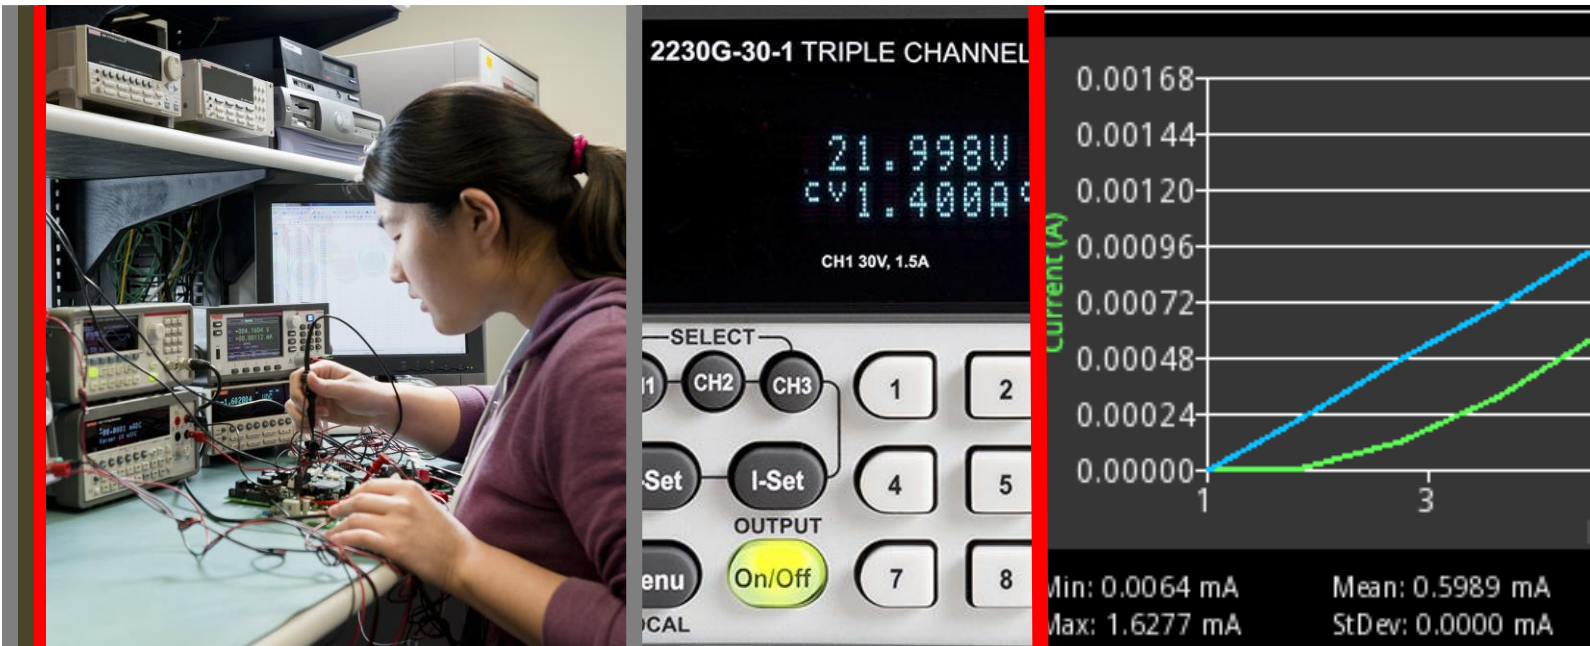 2230G-30-1 TRIPLE CHANNEL
21.998V
CV 1.400A C
CH1 30V, 1.5A
SELECT
1 CH2 CH3
1 2
-Set I-Set
4 5
OUTPUT
enu On/Off
7 8
OCAL
0.00168
0.00144
0.00120
0.00096
0.00072
0.00048
0.00024
0.00000
Current (A)
1 3
Min: 0.0064 mA Mean: 0.5989 mA
Max: 1.6277 mA StDev: 0.0000 mA